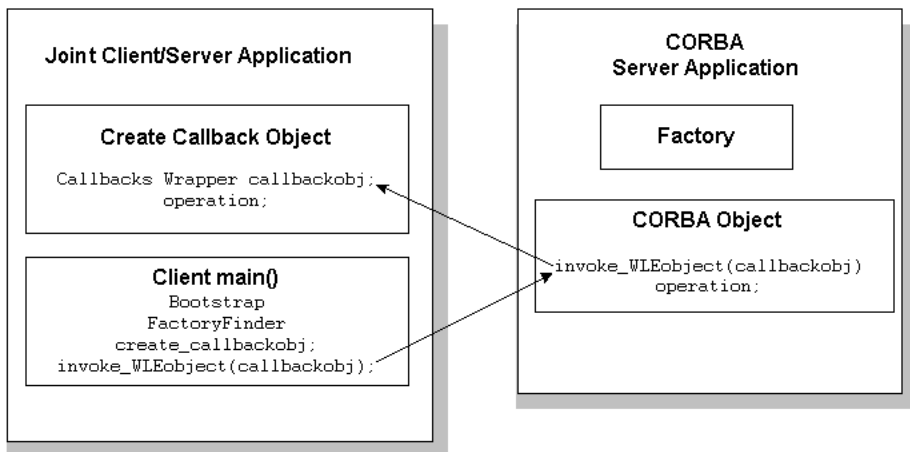 Joint Client/Server Application
Create Callback Object
Callbacks Wrapper callbackobj;
operation;
Client main()
Bootstrap
FactoryFinder
create_callbackobj;
invoke_WLEobject(callbackobj);
CORBA
Server Application
Factory
CORBA Object
invoke_WLEobject(callbackobj)
operation;